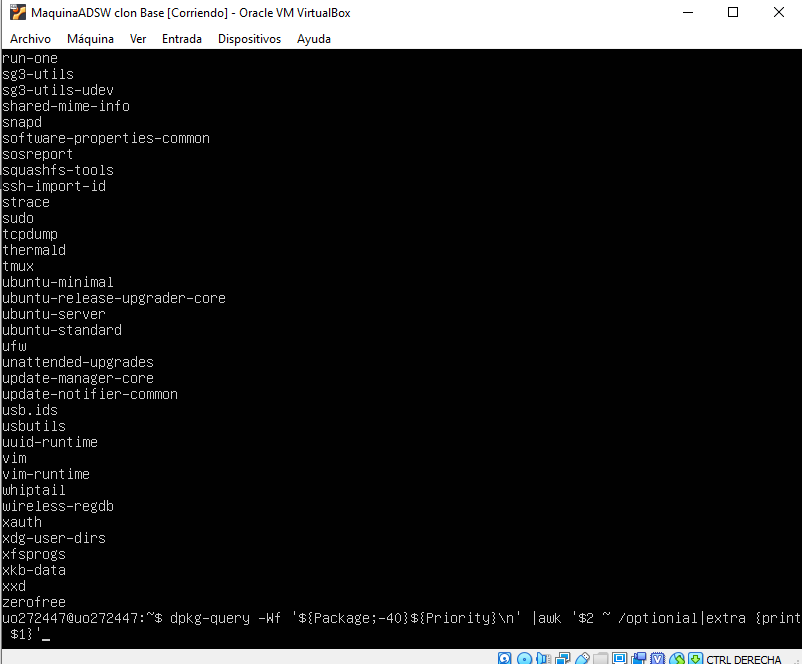 MaquinaADSW clon Base [Corriendo] - Oracle VM VirtualBox
Archivo Máquina Ver Entrada Dispositivos Ayuda
run-one
sg3-utils
sg3-utils-udev
shared-mime-info
snapd
software-properties-common
sosreport
squashfs-tools
ssh-import-id
strace
sudo
tcpdump
thermald
tmux
ubuntu-minimal
ubuntu-release-upgrader-core
ubuntu-server
ubuntu-standard
ufw
unattended-upgrades
update-manager-core
update-notifier-common
usb.ids
usbutils
uuid-runtime
vim
vim-runtime
whiptail
wireless-regdb
xauth
xdg-user-dirs
xfsprogs
xkb-data
xxd
zerofree
uo272447@uo272447:~$ dpkg-query -Wf '${Package;-40}${Priority}\n' |awk '$2 ~ /optionial|extra {print
 $1}'_
CTRL DERECHA